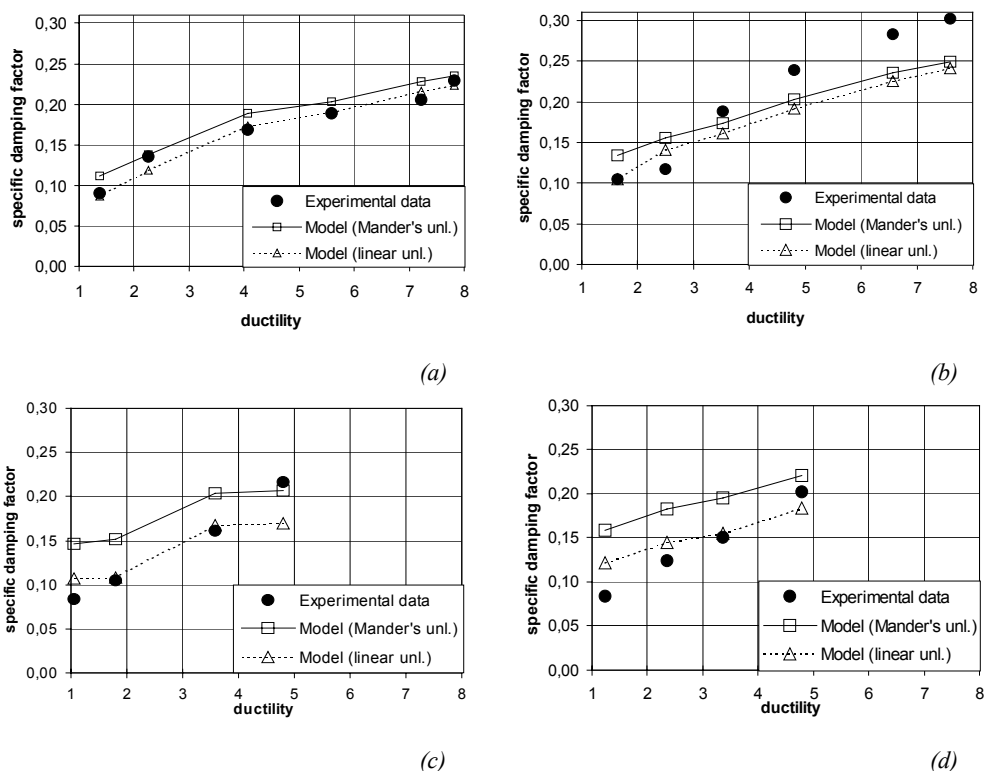 specific damping factor
0,30
0,25
0,20
0,15
0,10
0,05
0,00
Experimental data
Model (Mander's unl.)
Model (linear unl.)
1 2 3 4 5 6 7 8
ductility
(a)
specific damping factor
0,30
0,25
0,20
0,15
0,10
0,05
0,00
Experimental data
Model (Mander's unl.)
Model (linear unl.)
1 2 3 4 5 6 7 8
ductility
(b)
specific damping factor
0,30
0,25
0,20
0,15
0,10
0,05
0,00
Experimental data
Model (Mander's unl.)
Model (linear unl.)
1 2 3 4 5 6 7 8
ductility
(c)
specific damping factor
0,30
0,25
0,20
0,15
0,10
0,05
0,00
Experimental data
Model (Mander's unl.)
Model (linear unl.)
1 2 3 4 5 6 7 8
ductility
(d)